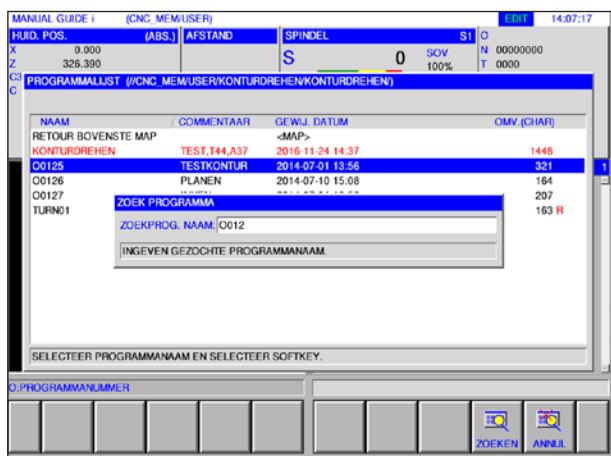 MANUAL GUIDE i (CNC_MEM/USER) EDIT 14:07:17
HUID. POS. (ABS.) AFSTAND SPINDEL S1 O
X 0.000 S 0 SOV N 00000000
Z 326.390 100% T 0000
C3
C
PROGRAMMALIJST (//CNC_MEM/USER/KONTURDREHEN/KONTURDREHEN/)
NAAM / COMMENTAAR GEWIJ. DATUM OMV.(CHAR)
RETOUR BOVENSTE MAP <MAP>
KONTURDREHEN TEST,T44,A37 2016-11-24 14:37 1448
O0125 TESTKONTUR 2014-07-01 13:56 321 1
O0126 PLANEN 2014-07-10 15:08 164
O0127 207
TURN01 163 R
ZOEK PROGRAMMA
ZOEKPROG. NAAM: O012
INGEVEN GEZOCHTE PROGRAMMANAAM.
SELECTEER PROGRAMMANAAM EN SELECTEER SOFTKEY.
O:PROGRAMMANUMMER
ZOEKEN ANNUL.